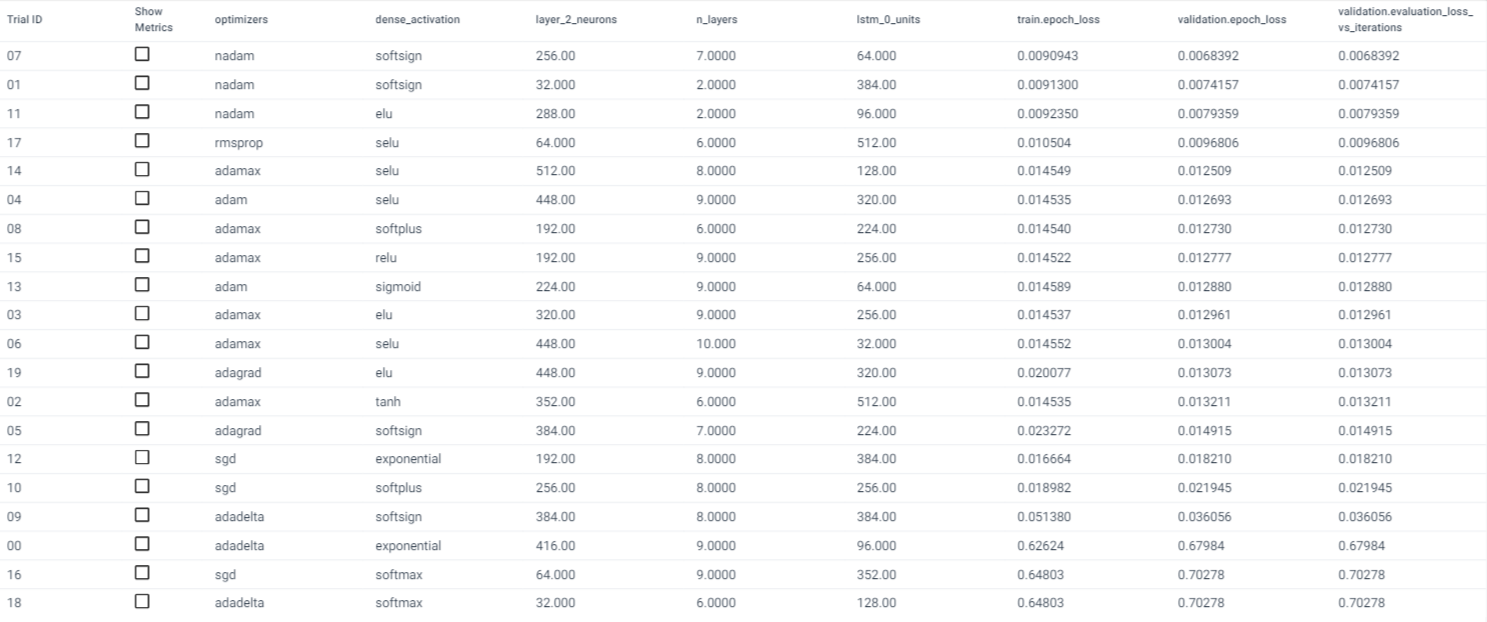 Trial ID Show Metrics optimizers dense_activation layer_2_neurons n_layers lstm_0_units train.epoch_loss validation.epoch_loss validation.evaluation_loss_vs_iterations
07 nadam softsign 256.00 7.0000 64.000 0.0090943 0.0068392 0.0068392
01 nadam softsign 32.000 2.0000 384.00 0.0091300 0.0074157 0.0074157
11 nadam elu 288.00 2.0000 96.000 0.0092350 0.0079359 0.0079359
17 rmsprop selu 64.000 6.0000 512.00 0.010504 0.0096806 0.0096806
14 adamax selu 512.00 8.0000 128.00 0.014549 0.012509 0.012509
04 adam selu 448.00 9.0000 320.00 0.014535 0.012693 0.012693
08 adamax softplus 192.00 6.0000 224.00 0.014540 0.012730 0.012730
15 adamax relu 192.00 9.0000 256.00 0.014522 0.012777 0.012777
13 adam sigmoid 224.00 9.0000 64.000 0.014589 0.012880 0.012880
03 adamax elu 320.00 9.0000 256.00 0.014537 0.012961 0.012961
06 adamax selu 448.00 10.000 32.000 0.014552 0.013004 0.013004
19 adagrad elu 448.00 9.0000 320.00 0.020077 0.013073 0.013073
02 adamax tanh 352.00 6.0000 512.00 0.014535 0.013211 0.013211
05 adagrad softsign 384.00 7.0000 224.00 0.023272 0.014915 0.014915
12 sgd exponential 192.00 8.0000 384.00 0.016664 0.018210 0.018210
10 sgd softplus 256.00 8.0000 256.00 0.018982 0.021945 0.021945
09 adadelta softsign 384.00 8.0000 384.00 0.051380 0.036056 0.036056
00 adadelta exponential 416.00 9.0000 96.000 0.62624 0.67984 0.67984
16 sgd softmax 64.000 9.0000 352.00 0.64803 0.70278 0.70278
18 adadelta softmax 32.000 6.0000 128.00 0.64803 0.70278 0.70278